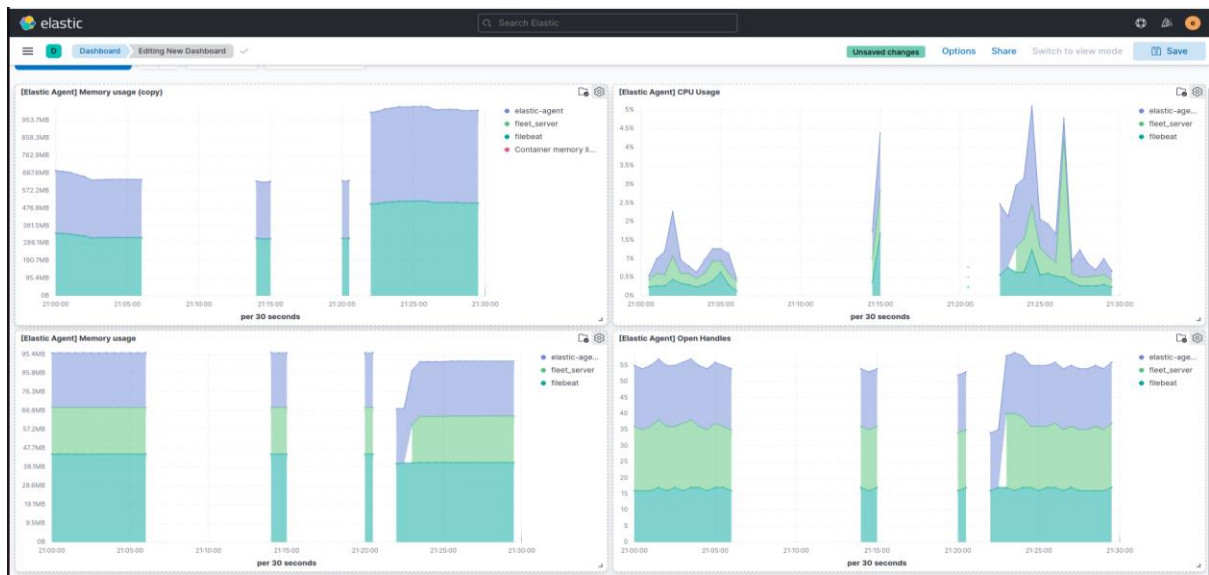 elastic
Search Elastic
D
Dashboard
Editing New Dashboard
Unsaved changes
Options
Share
Switch to view mode
Save
[Elastic Agent] Memory usage (copy)
953.7MB
858.3MB
762.9MB
667.6MB
572.2MB
476.8MB
381.5MB
286.1MB
190.7MB
95.4MB
0B
21:00:00 21:05:00 21:10:00 21:15:00 21:20:00 21:25:00 21:30:00
per 30 seconds
elastic-agent
fleet_server
filebeat
Container memory li...
[Elastic Agent] CPU Usage
5%
4.5%
4%
3.5%
3%
2.5%
2%
1.5%
1%
0.5%
0%
21:00:00 21:05:00 21:10:00 21:15:00 21:20:00 21:25:00 21:30:00
per 30 seconds
elastic-age...
fleet_server
filebeat
[Elastic Agent] Memory usage
95.4MB
85.8MB
76.3MB
66.8MB
57.2MB
47.7MB
38.1MB
28.6MB
19.1MB
9.5MB
0B
21:00:00 21:05:00 21:10:00 21:15:00 21:20:00 21:25:00 21:30:00
per 30 seconds
elastic-age...
fleet_server
filebeat
[Elastic Agent] Open Handles
55
50
45
40
35
30
25
20
15
10
5
0
21:00:00 21:05:00 21:10:00 21:15:00 21:20:00 21:25:00 21:30:00
per 30 seconds
elastic-age...
fleet_server
filebeat